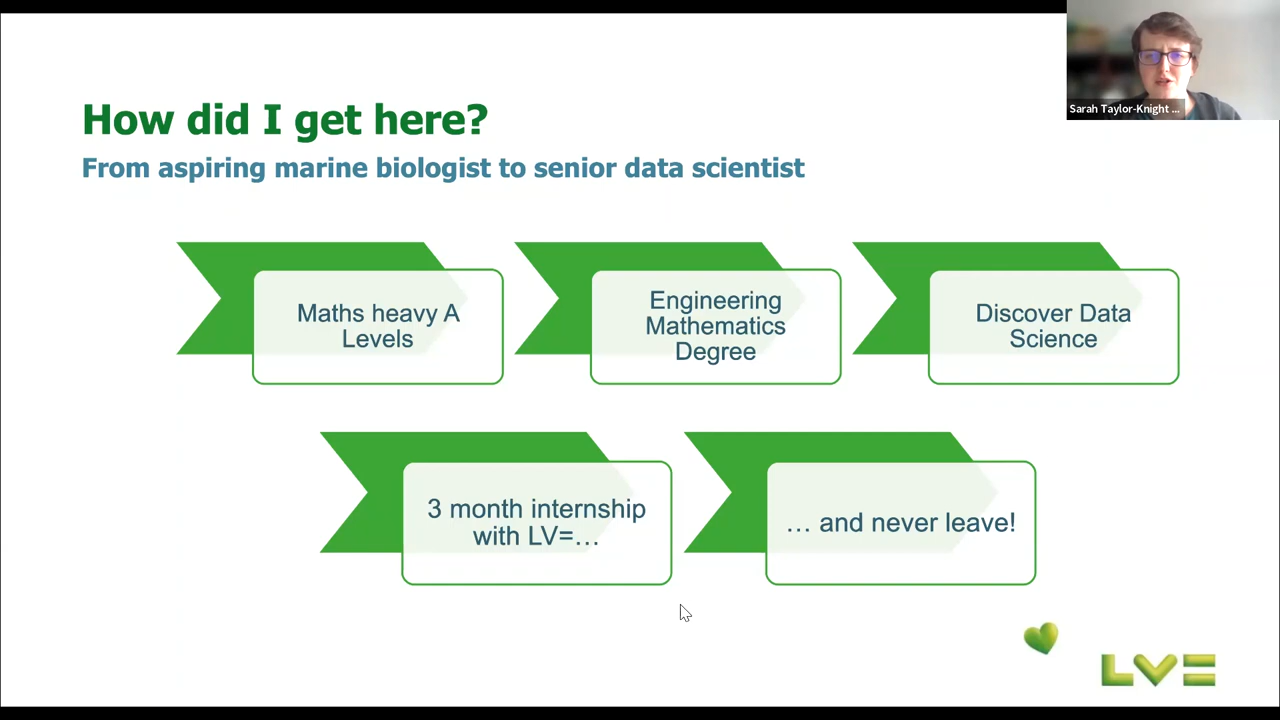 Sarah Taylor-Knight ...
How did I get here?
From aspiring marine biologist to senior data scientist
Maths heavy A
Levels
Engineering
Mathematics
Degree
Discover Data
Science
3 month internship
with LV=…
… and never leave!
LV=